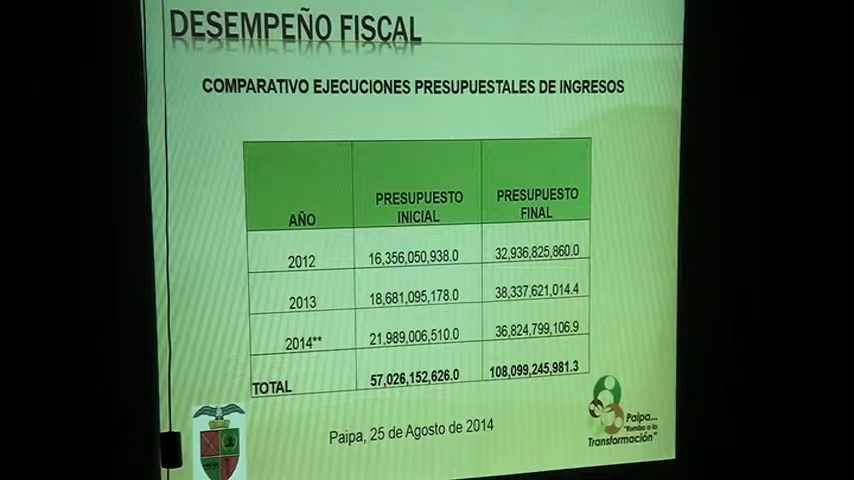 DESEMPEÑO FISCAL
COMPARATIVO EJECUCIONES PRESUPUESTALES DE INGRESOS
AÑO PRESUPUESTO INICIAL PRESUPUESTO FINAL
2012 16,356,050,938.0 32,936,825,860.0
2013 18,681,095,178.0 38,337,621,014.4
2014** 21,989,006,510.0 36,824,799,106.9
TOTAL 57,026,152,626.0 108,099,245,981.3
Paipa, 25 de Agosto de 2014
Paipa...
"Rumbo a la
Transformación"